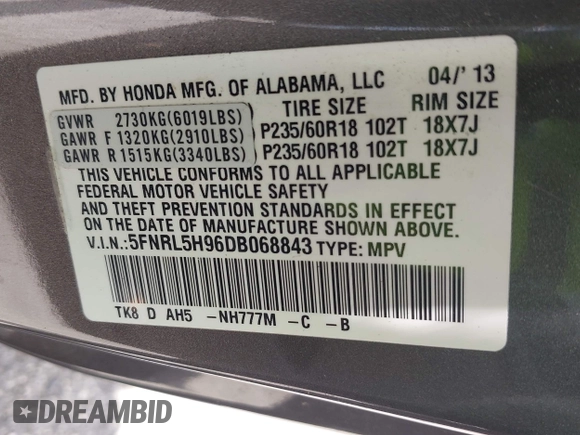 MFD. BY HONDA MFG. OF ALABAMA, LLC 04/' 13
TIRE SIZE RIM SIZE
GVWR 2730KG(6019LBS)
GAWR F 1320KG(2910LBS) P235/60R18 102T 18X7J
GAWR R 1515KG(3340LBS) P235/60R18 102T 18X7J
THIS VEHICLE CONFORMS TO ALL APPLICABLE
FEDERAL MOTOR VEHICLE SAFETY
AND THEFT PREVENTION STANDARDS IN EFFECT
ON THE DATE OF MANUFACTURE SHOWN ABOVE.
V.I.N.:5FNRL5H96DB068843 TYPE: MPV
TK8 D AH5 -NH777M -C -B
DREAMBID